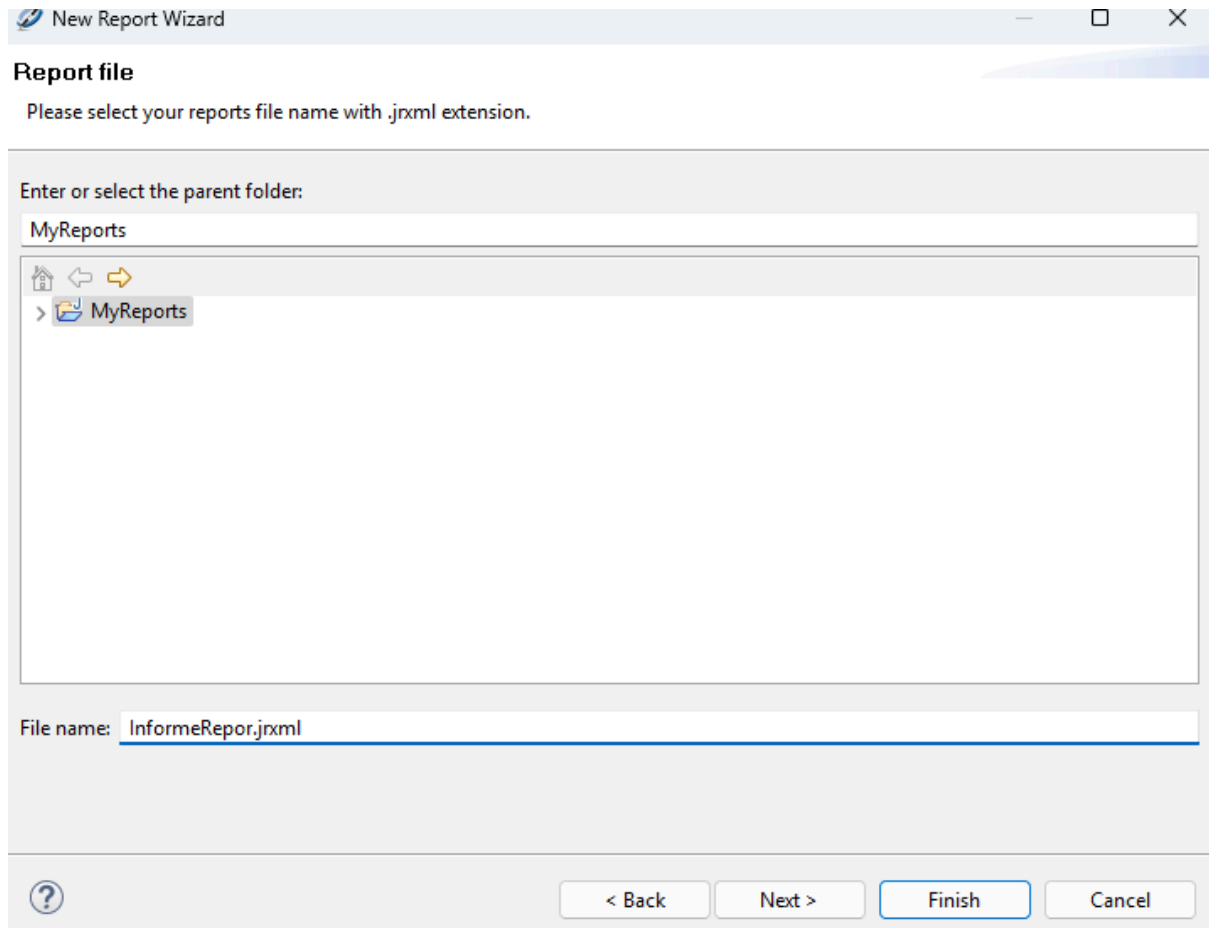 New Report Wizard
Report file
Please select your reports file name with .jrxml extension.
Enter or select the parent folder:
MyReports
MyReports
File name: InformeRepor.jrxml
< Back Next > Finish Cancel